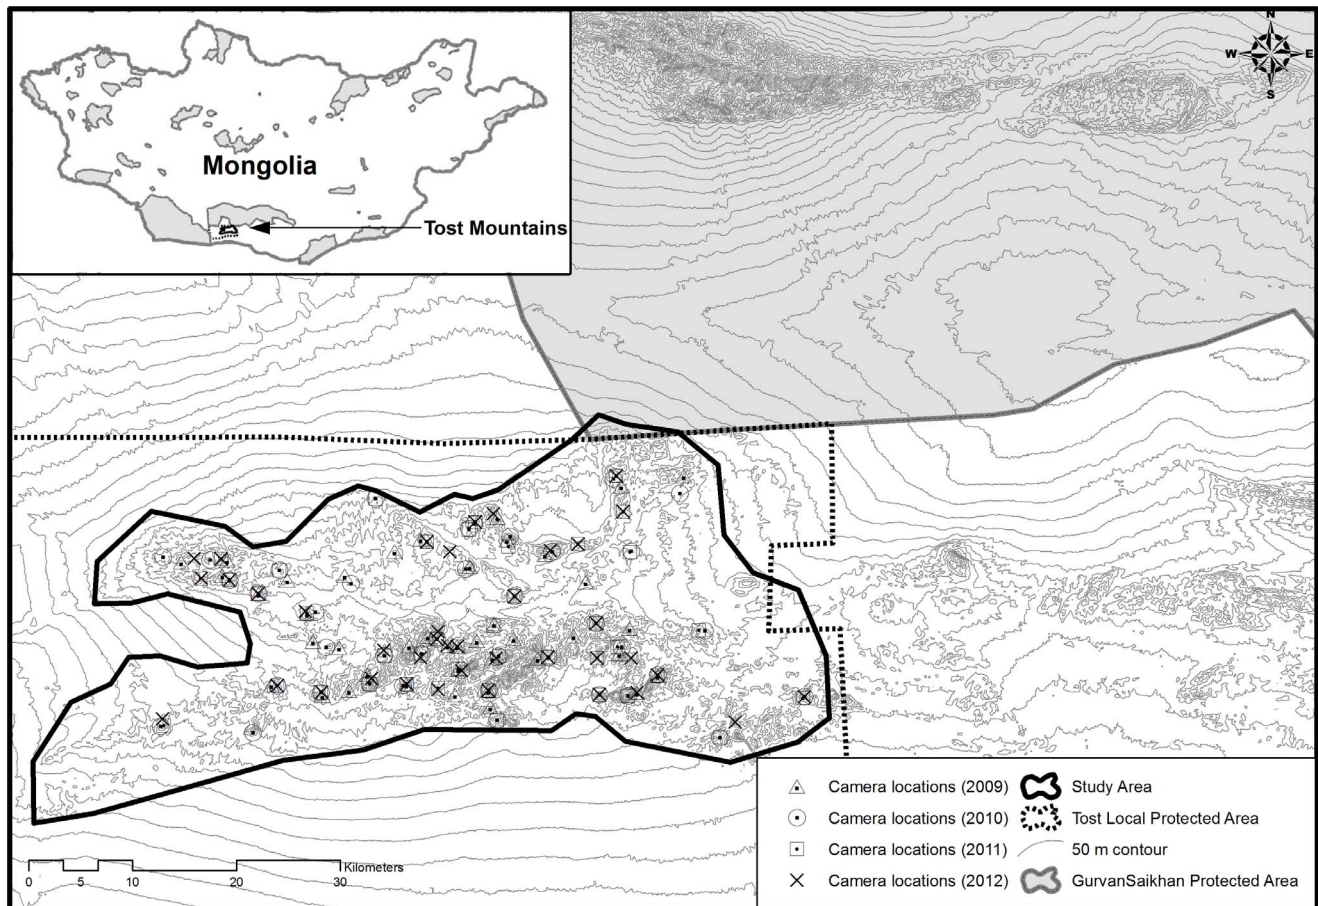 Mongolia
Tost Mountains
N
W E
S
Camera locations (2009)
Study Area
Camera locations (2010)
Tost Local Protected Area
Camera locations (2011)
50 m contour
Camera locations (2012)
GurvanSaikhan Protected Area
Kilometers
0 5 10 20 30